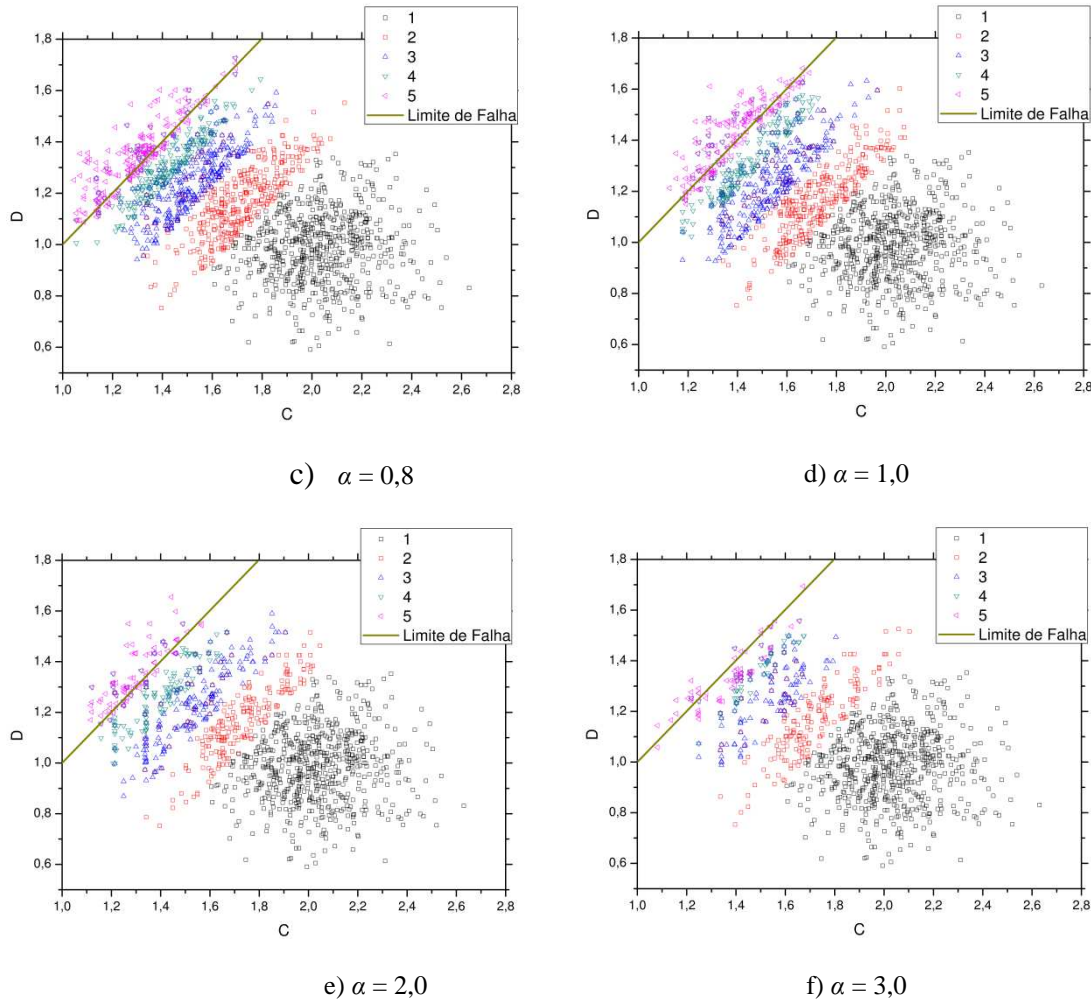 1
2
3
4
5
Limite de Falha
1,8
1,6
1,4
1,2
1,0
0,8
0,6
D
1,0 1,2 1,4 1,6 1,8 2,0 2,2 2,4 2,6 2,8
C
c) α = 0,8
1
2
3
4
5
Limite de Falha
1,8
1,6
1,4
1,2
1,0
0,8
0,6
D
1,0 1,2 1,4 1,6 1,8 2,0 2,2 2,4 2,6 2,8
C
d) α = 1,0
1
2
3
4
5
Limite de Falha
1,8
1,6
1,4
1,2
1,0
0,8
0,6
D
1,0 1,2 1,4 1,6 1,8 2,0 2,2 2,4 2,6 2,8
C
e) α = 2,0
1
2
3
4
5
Limite de Falha
1,8
1,6
1,4
1,2
1,0
0,8
0,6
D
1,0 1,2 1,4 1,6 1,8 2,0 2,2 2,4 2,6 2,8
C
f) α = 3,0